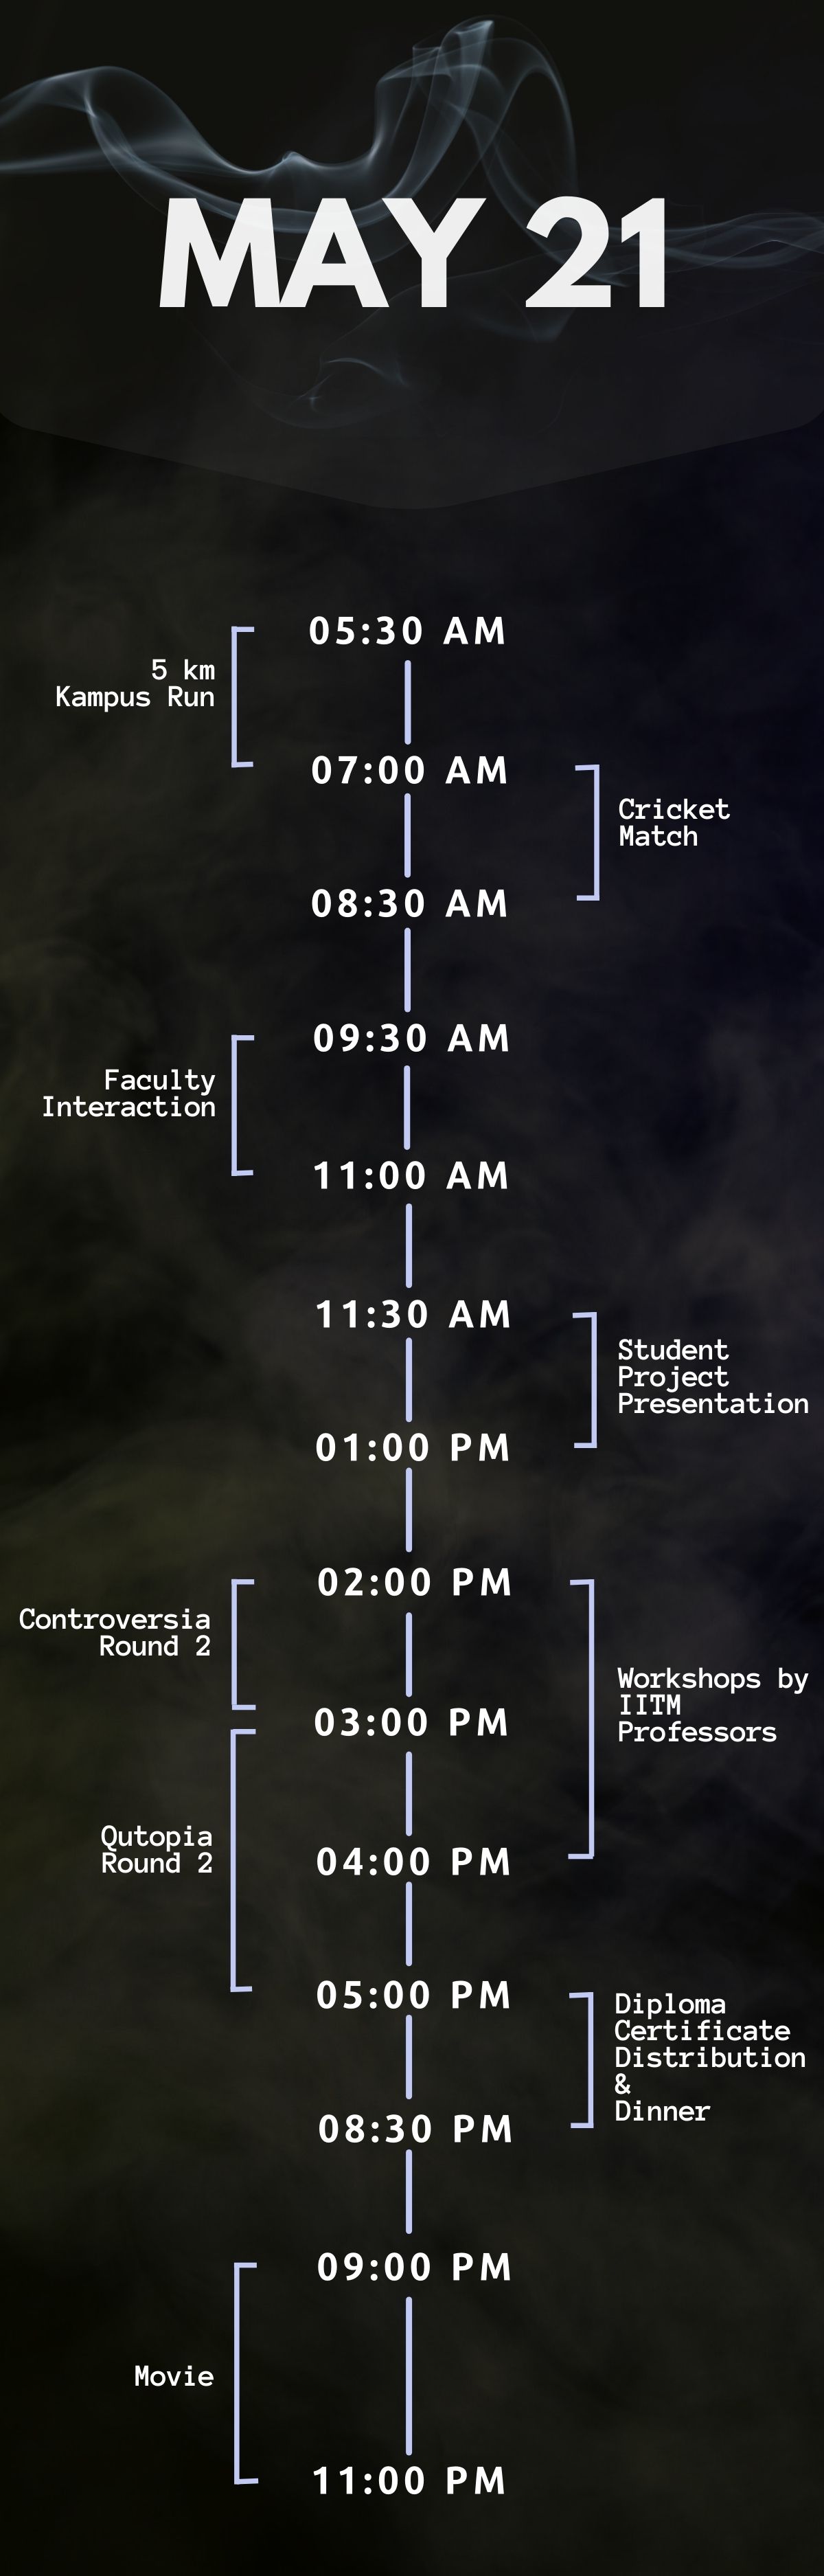 MAY 21
05:30 AM
5 km
Kampus Run
07:00 AM
Cricket
Match
08:30 AM
09:30 AM
Faculty
Interaction
11:00 AM
11:30 AM
Student
Project
Presentation
01:00 PM
02:00 PM
Controversia
Round 2
Workshops by
IITM
Professors
03:00 PM
Qutopia
Round 2
04:00 PM
05:00 PM
Diploma
Certificate
Distribution
&
Dinner
08:30 PM
09:00 PM
Movie
11:00 PM